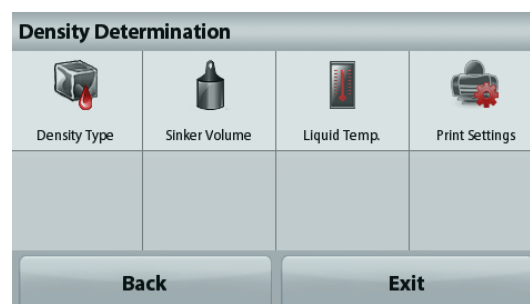 Density Determination
Density Type
Sinker Volume
Liquid Temp.
Print Settings
Back
Exit